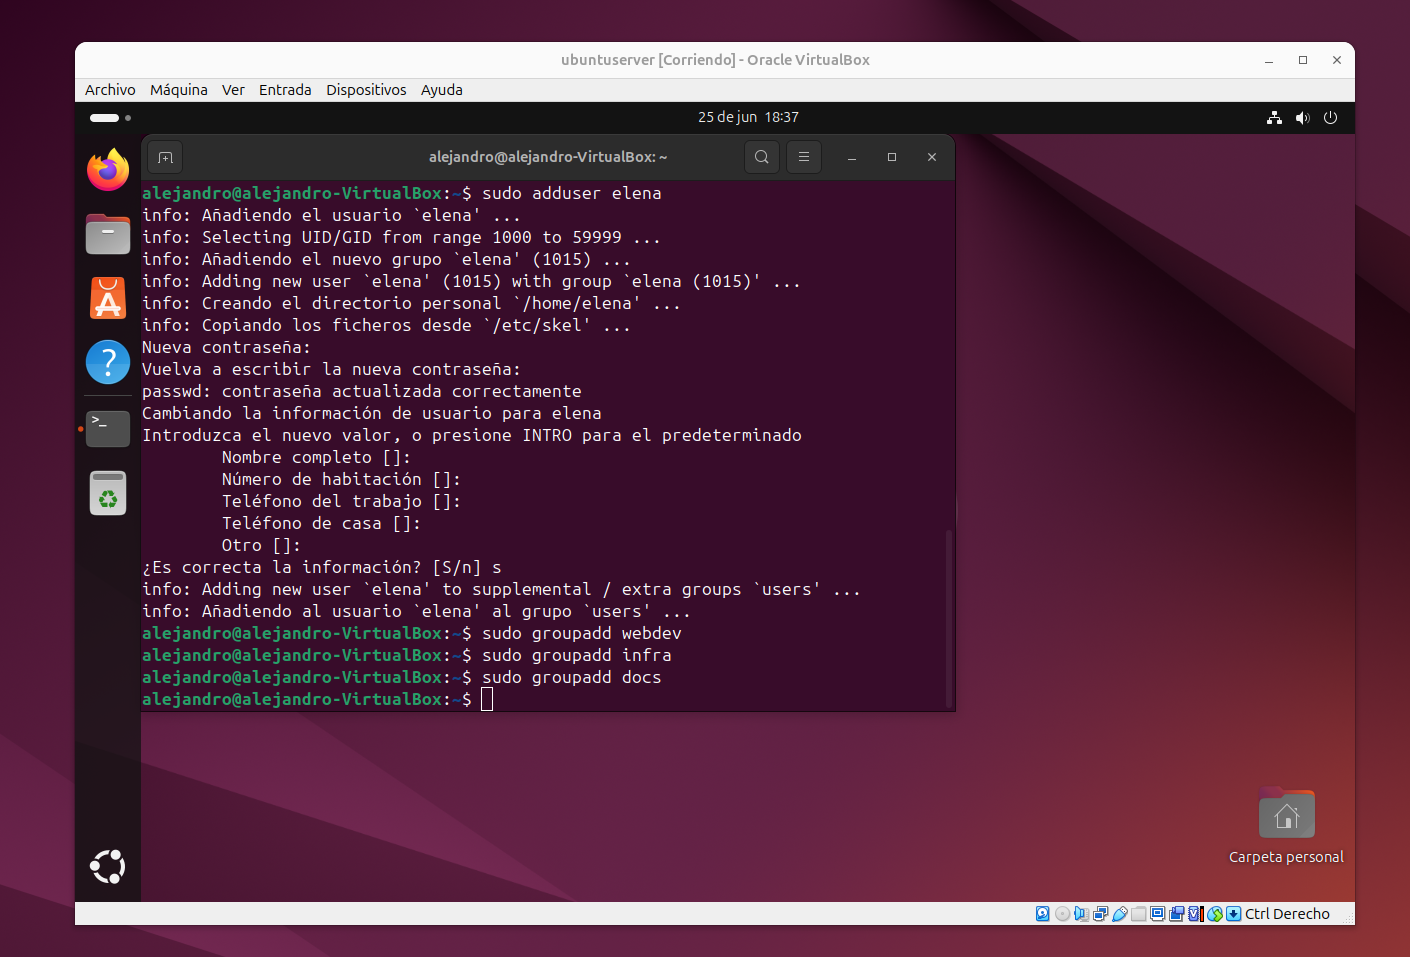 ubuntuserver [Corriendo] - Oracle VirtualBox
Archivo Máquina Ver Entrada Dispositivos Ayuda
25 de jun 18:37
alejandro@alejandro-VirtualBox: ~
alejandro@alejandro-VirtualBox:~$ sudo adduser elena
info: Añadiendo el usuario `elena' ...
info: Selecting UID/GID from range 1000 to 59999 ...
info: Añadiendo el nuevo grupo `elena' (1015) ...
info: Adding new user `elena' (1015) with group `elena (1015)' ...
info: Creando el directorio personal `/home/elena' ...
info: Copiando los ficheros desde `/etc/skel' ...
Nueva contraseña:
Vuelva a escribir la nueva contraseña:
passwd: contraseña actualizada correctamente
Cambiando la información de usuario para elena
Introduzca el nuevo valor, o presione INTRO para el predeterminado
Nombre completo []:
Número de habitación []:
Teléfono del trabajo []:
Teléfono de casa []:
Otro []:
¿Es correcta la información? [S/n] s
info: Adding new user `elena' to supplemental / extra groups `users' ...
info: Añadiendo al usuario `elena' al grupo `users' ...
alejandro@alejandro-VirtualBox:~$ sudo groupadd webdev
alejandro@alejandro-VirtualBox:~$ sudo groupadd infra
alejandro@alejandro-VirtualBox:~$ sudo groupadd docs
alejandro@alejandro-VirtualBox:~$
Carpeta personal
Ctrl Derecho